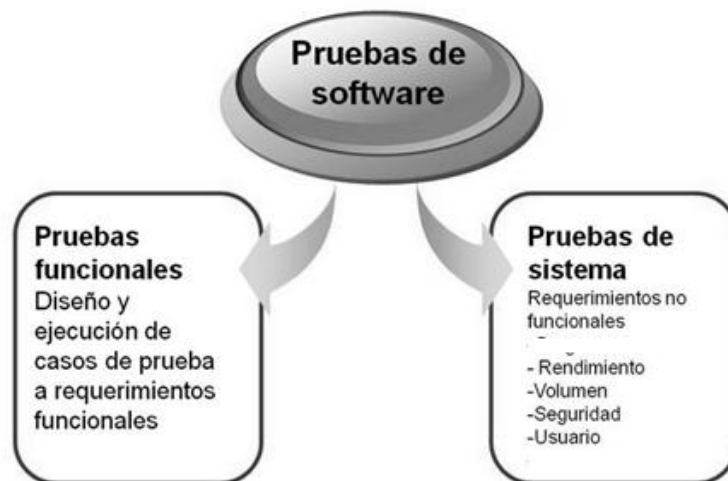 Pruebas de
software
Pruebas
funcionales
Diseño y
ejecución de
casos de prueba
a requerimientos
funcionales
Pruebas de
sistema
Requerimientos no
funcionales
- Rendimiento
-Volumen
-Seguridad
-Usuario